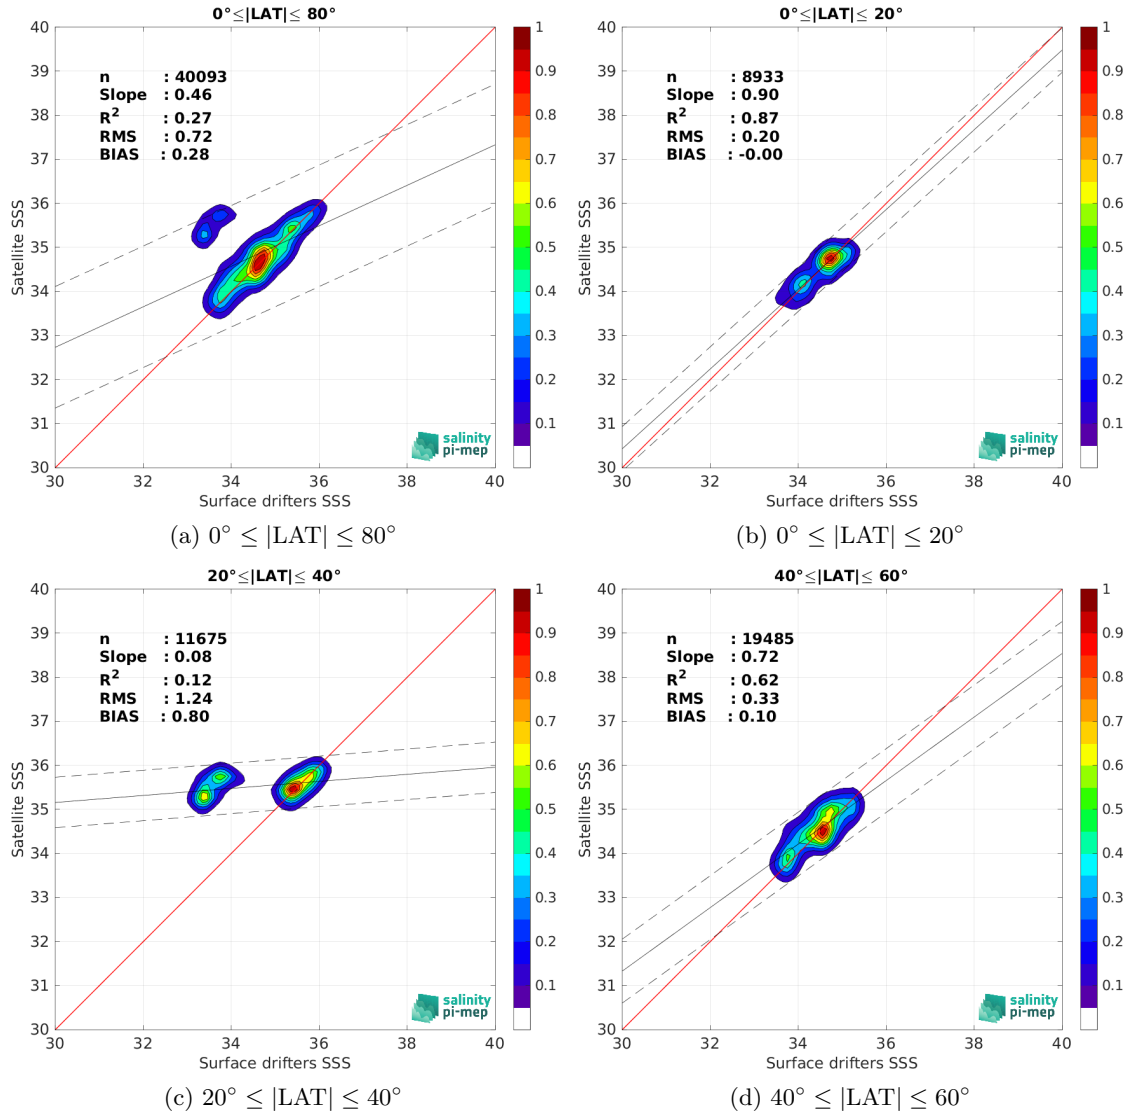 0°≤|LAT|≤ 80°
n : 40093
Slope : 0.46
R² : 0.27
RMS : 0.72
BIAS : 0.28
Satellite SSS
40
39
38
37
36
35
34
33
32
31
30
30 32 34 36 38 40
Surface drifters SSS
1
0.9
0.8
0.7
0.6
0.5
0.4
0.3
0.2
0.1
salinity
pi-mep
(a) 0° ≤ |LAT| ≤ 80°
0°≤|LAT|≤ 20°
n : 8933
Slope : 0.90
R² : 0.87
RMS : 0.20
BIAS : -0.00
Satellite SSS
40
39
38
37
36
35
34
33
32
31
30
30 32 34 36 38 40
Surface drifters SSS
1
0.9
0.8
0.7
0.6
0.5
0.4
0.3
0.2
0.1
salinity
pi-mep
(b) 0° ≤ |LAT| ≤ 20°
20°≤|LAT|≤ 40°
n : 11675
Slope : 0.08
R² : 0.12
RMS : 1.24
BIAS : 0.80
Satellite SSS
40
39
38
37
36
35
34
33
32
31
30
30 32 34 36 38 40
Surface drifters SSS
1
0.9
0.8
0.7
0.6
0.5
0.4
0.3
0.2
0.1
salinity
pi-mep
(c) 20° ≤ |LAT| ≤ 40°
40°≤|LAT|≤ 60°
n : 19485
Slope : 0.72
R² : 0.62
RMS : 0.33
BIAS : 0.10
Satellite SSS
40
39
38
37
36
35
34
33
32
31
30
30 32 34 36 38 40
Surface drifters SSS
1
0.9
0.8
0.7
0.6
0.5
0.4
0.3
0.2
0.1
salinity
pi-mep
(d) 40° ≤ |LAT| ≤ 60°